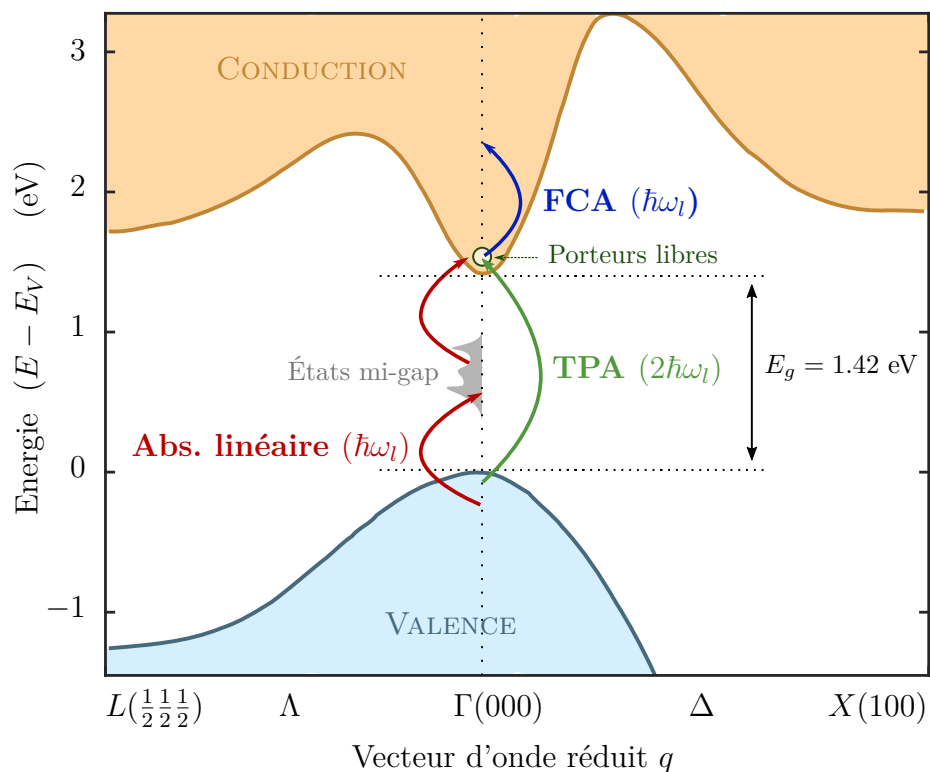 Energie (E − E_V) (eV)
3
2
1
0
−1
CONDUCTION
FCA (ℏω_l)
Porteurs libres
États mi-gap
TPA (2ℏω_l)
E_g = 1.42 eV
Abs. linéaire (ℏω_l)
VALENCE
L(½½½) Λ Γ(000) Δ X(100)
Vecteur d'onde réduit q